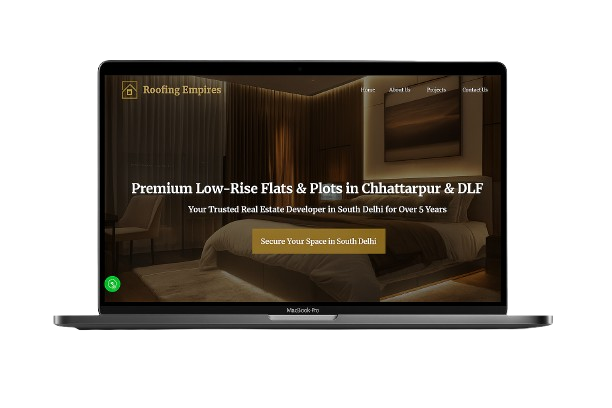 Roofing Empires
Home About Us Projects Contact Us
Premium Low-Rise Flats & Plots in Chhattarpur & DLF
Your Trusted Real Estate Developer in South Delhi for Over 5 Years
Secure Your Space in South Delhi
MacBook Pro